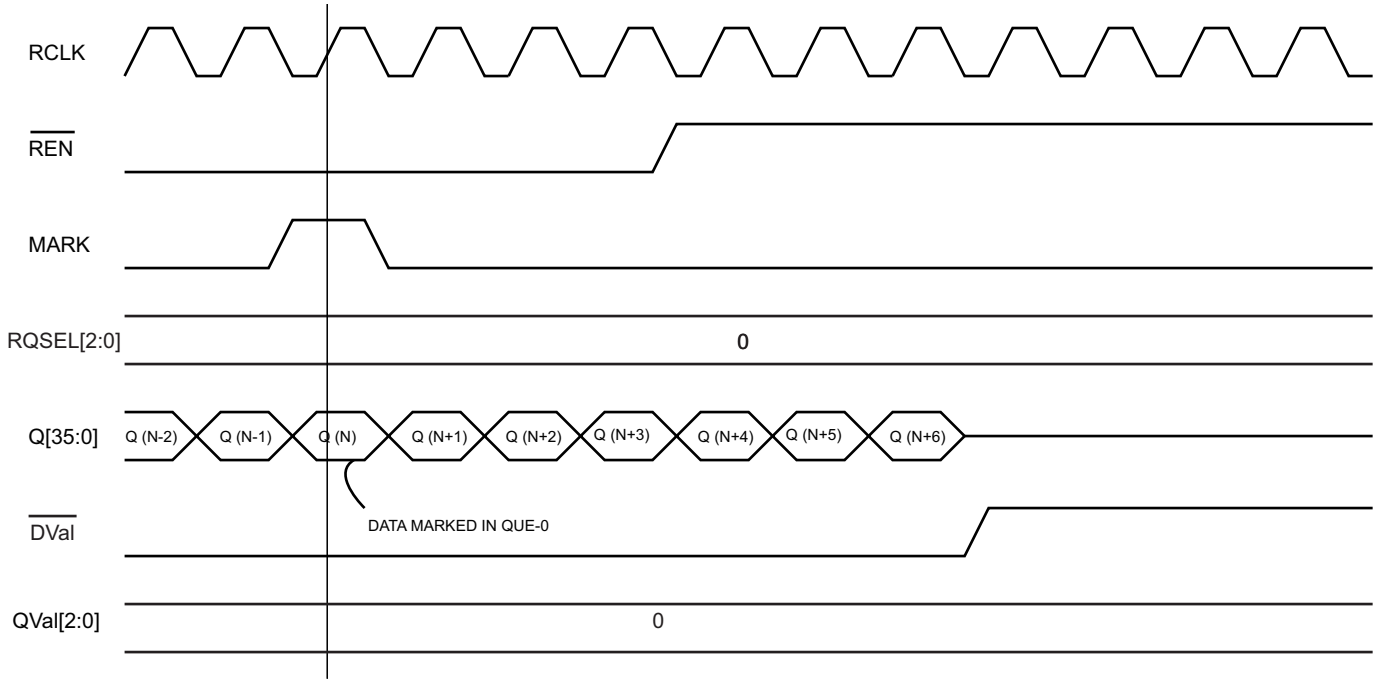 RCLK
REN
MARK
RQSEL[2:0]
0
Q[35:0]
Q (N-2)
Q (N-1)
Q (N)
Q (N+1)
Q (N+2)
Q (N+3)
Q (N+4)
Q (N+5)
Q (N+6)
DATA MARKED IN QUE-0
DVal
QVal[2:0]
0